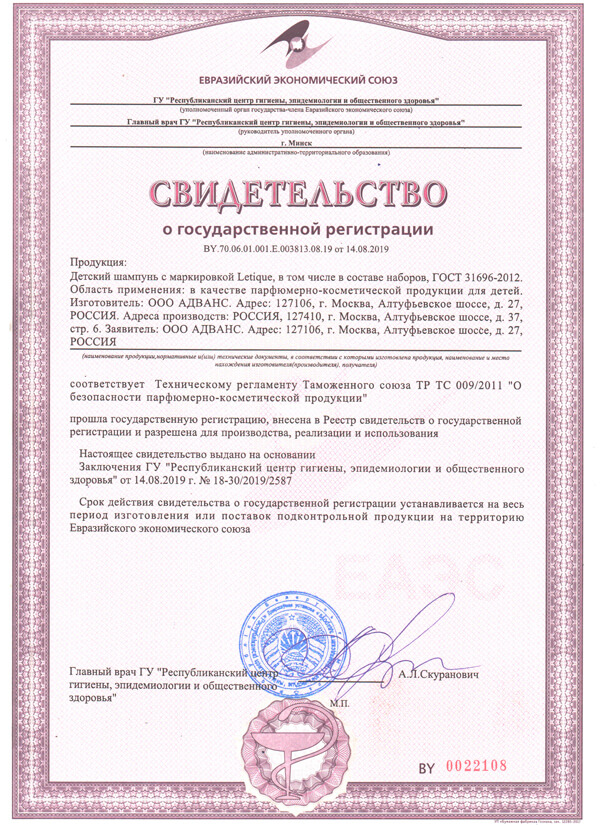 ЕВРАЗИЙСКИЙ ЭКОНОМИЧЕСКИЙ СОЮЗ
ГУ "Республиканский центр гигиены, эпидемиологии и общественного здоровья"
(уполномоченный орган государства-члена Евразийского экономического союза)
Главный врач ГУ "Республиканский центр гигиены, эпидемиологии и общественного здоровья"
(руководитель уполномоченного органа)
г. Минск
(наименование административно-территориального образования)
СВИДЕТЕЛЬСТВО
о государственной регистрации
BY.70.06.01.001.E.003813.08.19 от 14.08.2019
Продукция:
Детский шампунь с маркировкой Letique, в том числе в составе наборов, ГОСТ 31696-2012.
Область применения: в качестве парфюмерно-косметической продукции для детей.
Изготовитель: ООО АДВАНС. Адрес: 127106, г. Москва, Алтуфьевское шоссе, д. 27,
РОССИЯ. Адреса производств: РОССИЯ, 127410, г. Москва, Алтуфьевское шоссе, д. 37,
стр. 6. Заявитель: ООО АДВАНС. Адрес: 127106, г. Москва, Алтуфьевское шоссе, д. 27,
РОССИЯ
(наименование продукции,нормативные и(или) технические документы, в соответствии с которыми изготовлена продукция, наименование и место
нахождения изготовителя(производителя), получателя)
соответствует Техническому регламенту Таможенного союза ТР ТС 009/2011 "О
безопасности парфюмерно-косметической продукции"
прошла государственную регистрацию, внесена в Реестр свидетельств о государственной
регистрации и разрешена для производства, реализации и использования
Настоящее свидетельство выдано на основании
Заключения ГУ "Республиканский центр гигиены, эпидемиологии и общественного
здоровья" от 14.08.2019 г. № 18-30/2019/2587
Срок действия свидетельства о государственной регистрации устанавливается на весь
период изготовления или поставок подконтрольной продукции на территорию
Евразийского экономического союза
ЕАЭС
Главный врач ГУ "Республиканский центр
гигиены, эпидемиологии и общественного
здоровья"
А.Л.Скуранович
М.П.
BY 0022108